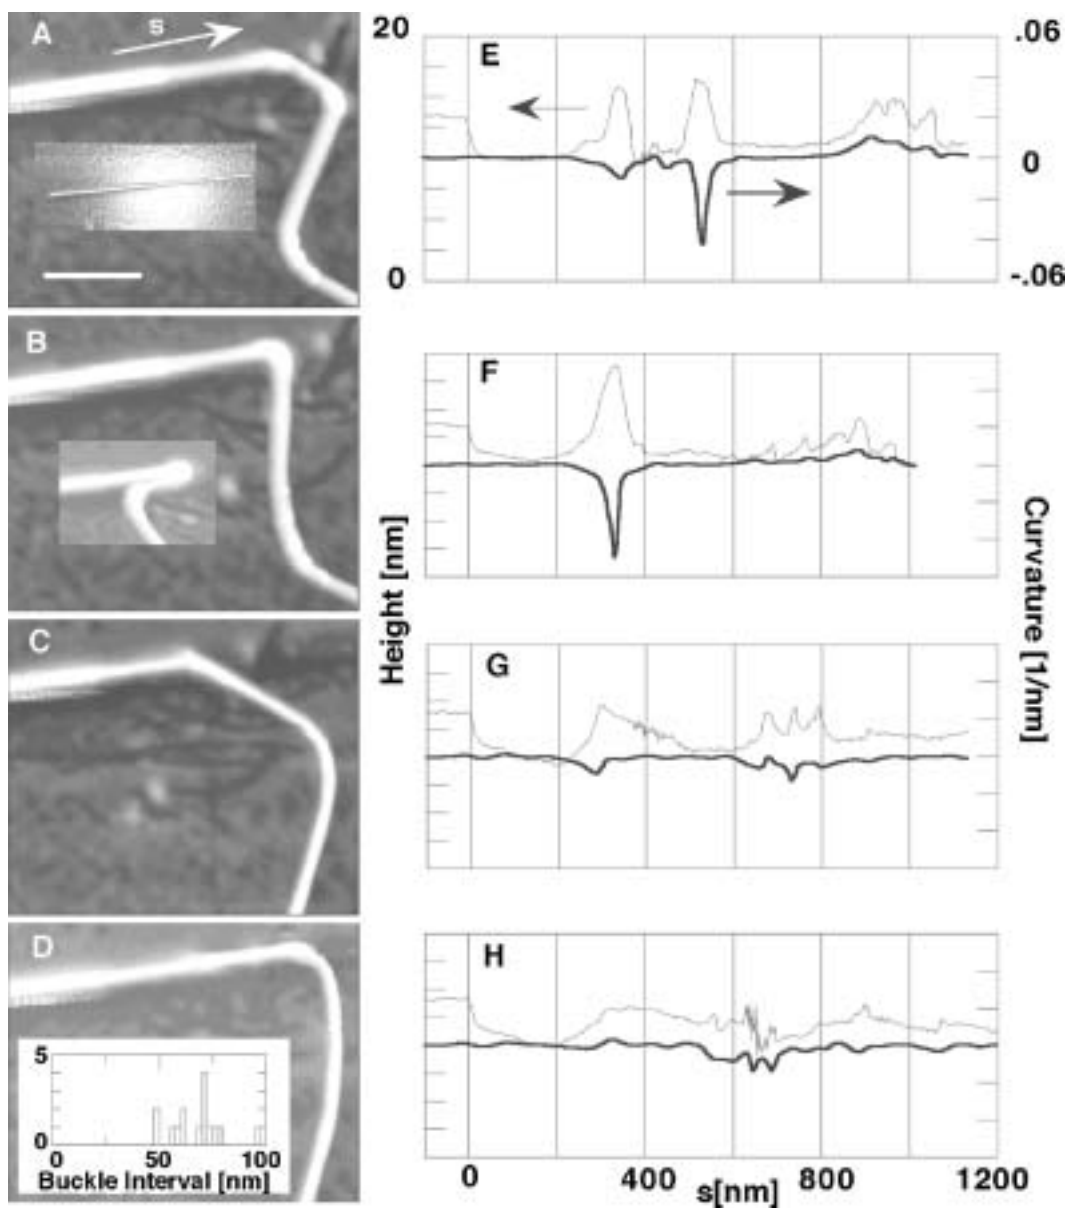 A
s
B
C
D
5
0
0
50
100
Buckle Interval [nm]
20
0
Height [nm]
E
.06
0
-.06
F
Curvature [1/nm]
G
H
0
400
800
1200
s[nm]